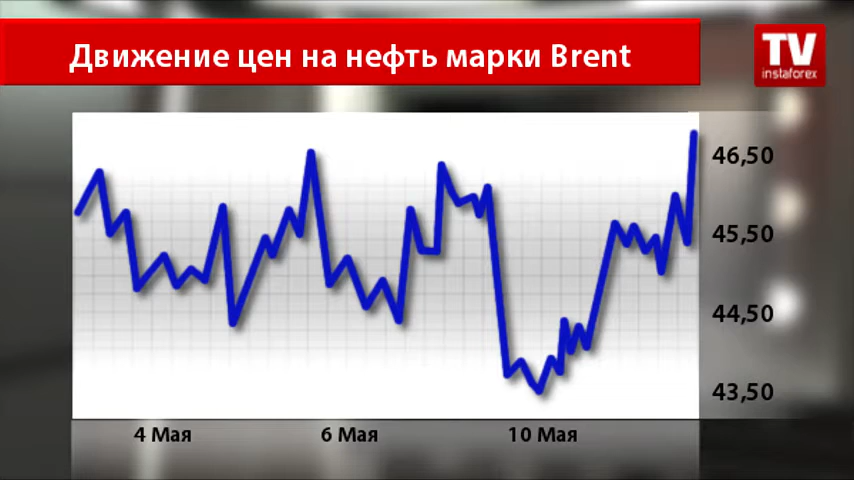 Движение цен на нефть марки Brent
TV
instaforex
46,50
45,50
44,50
43,50
4 Мая 6 Мая 10 Мая